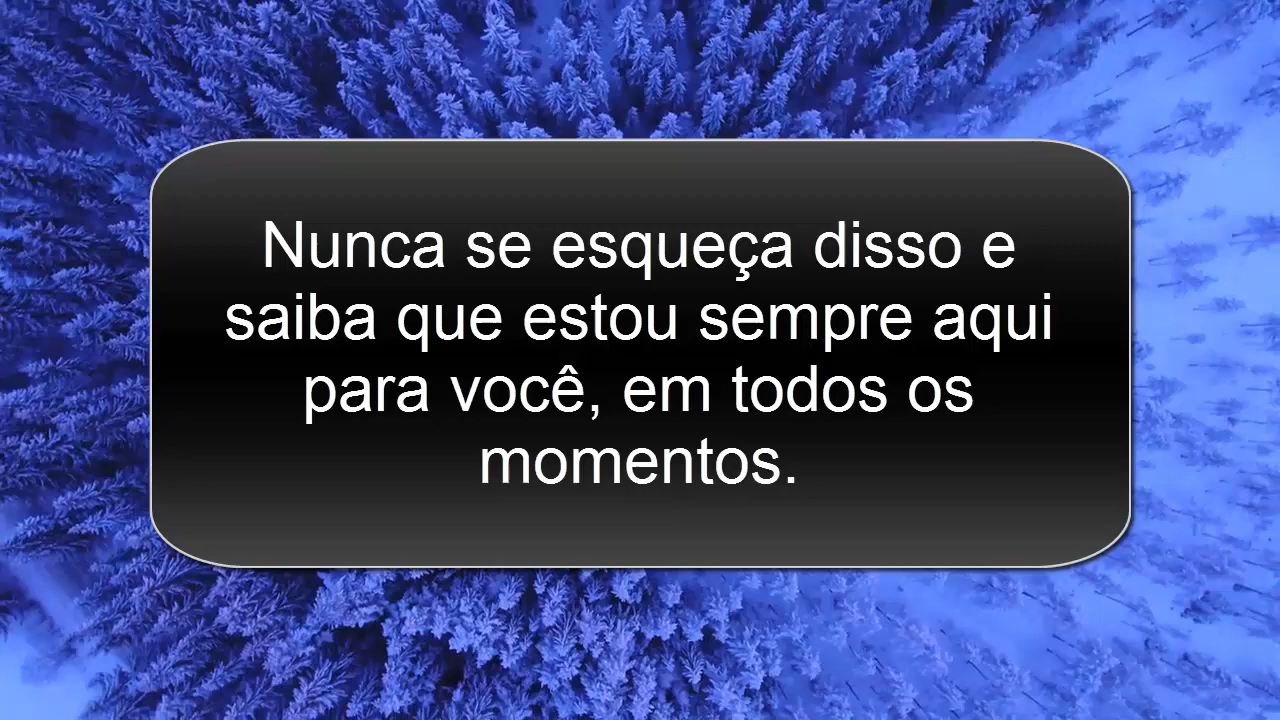 Nunca se esqueça disso e
saiba que estou sempre aqui
para você, em todos os
momentos.